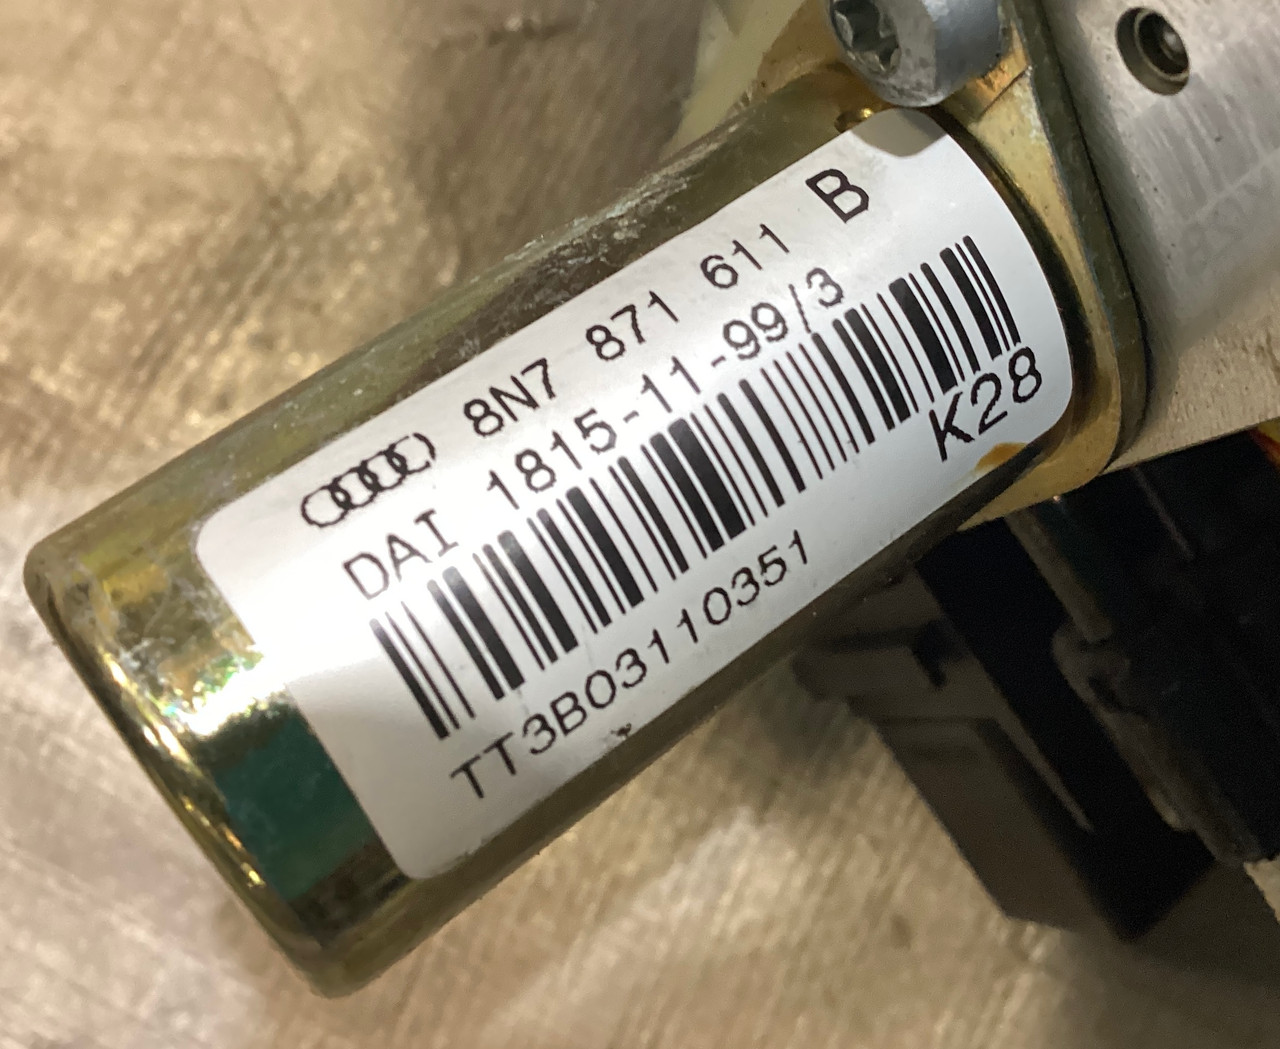 8N7 871 611 B
DAI 1815-11-99/3
K28
TT3B03110351